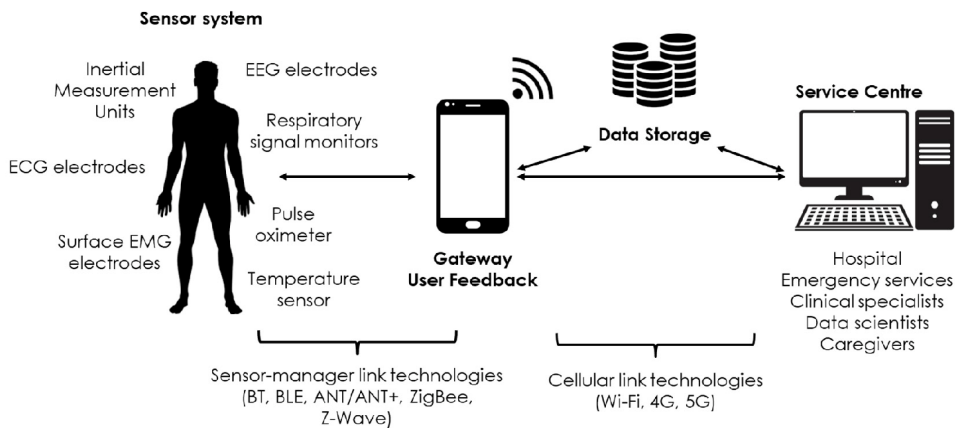 Sensor system
Inertial
Measurement
Units
EEG electrodes
Respiratory
signal monitors
ECG electrodes
Pulse
oximeter
Surface EMG
electrodes
Temperature
sensor
Gateway
User Feedback
Data Storage
Service Centre
Hospital
Emergency services
Clinical specialists
Data scientists
Caregivers
Sensor-manager link technologies
(BT, BLE, ANT/ANT+, ZigBee,
Z-Wave)
Cellular link technologies
(Wi-Fi, 4G, 5G)